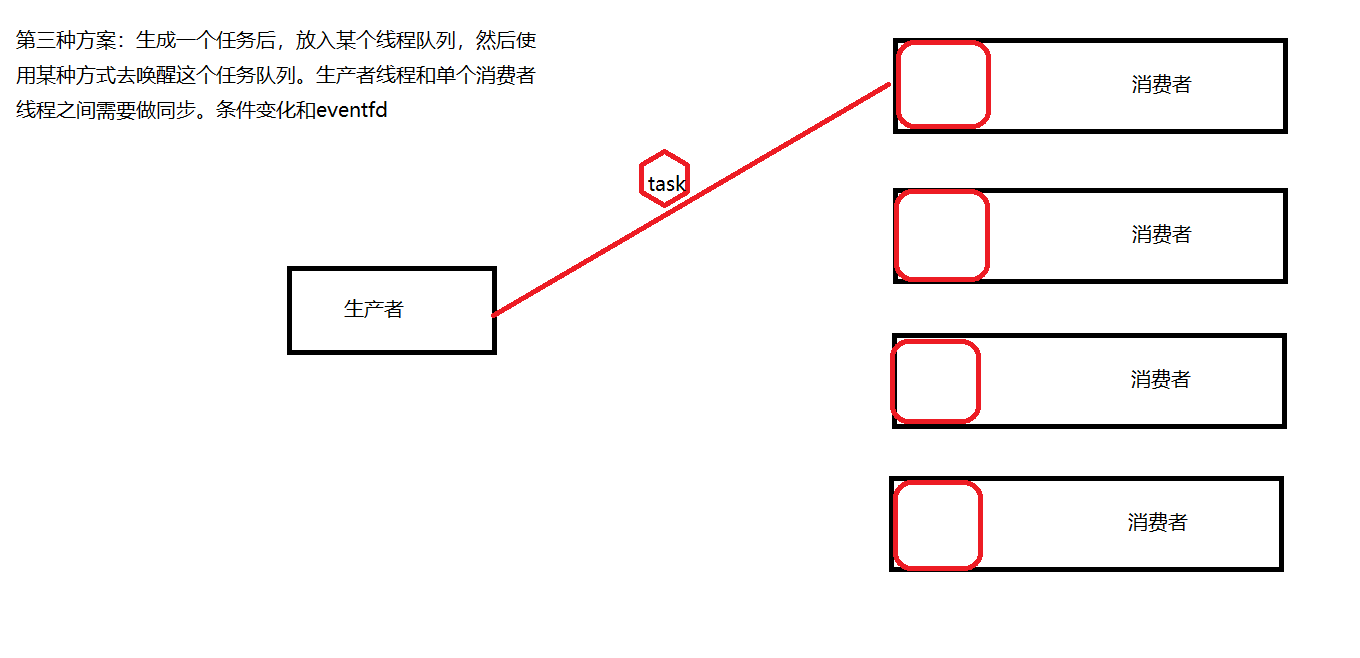 第三种方案：生成一个任务后，放入某个线程队列，然后使
用某种方式去唤醒这个任务队列。生产者线程和单个消费者
线程之间需要做同步。条件变化和eventfd
消费者
task
消费者
生产者
消费者
消费者